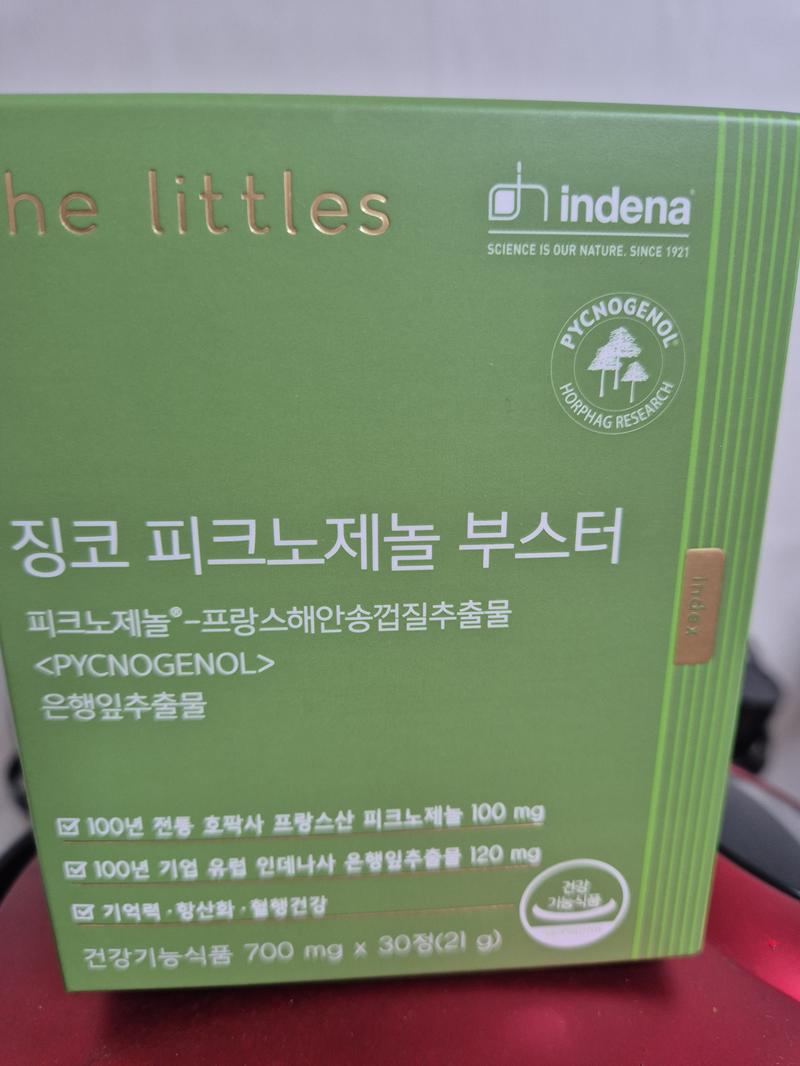 he littles
indena
SCIENCE IS OUR NATURE. SINCE 1921
PYCNOGENOL®
HORPHAG RESEARCH
징코 피크노제놀 부스터
피크노제놀®-프랑스해안송껍질추출물
<PYCNOGENOL>
은행잎추출물
index
100년 전통 호팍사 프랑스산 피크노제놀 100 mg
100년 기업 유럽 인데나사 은행잎추출물 120 mg
기억력·항산화·혈행건강
건강
기능식품
건강기능식품 700 mg x 30정(21 g)